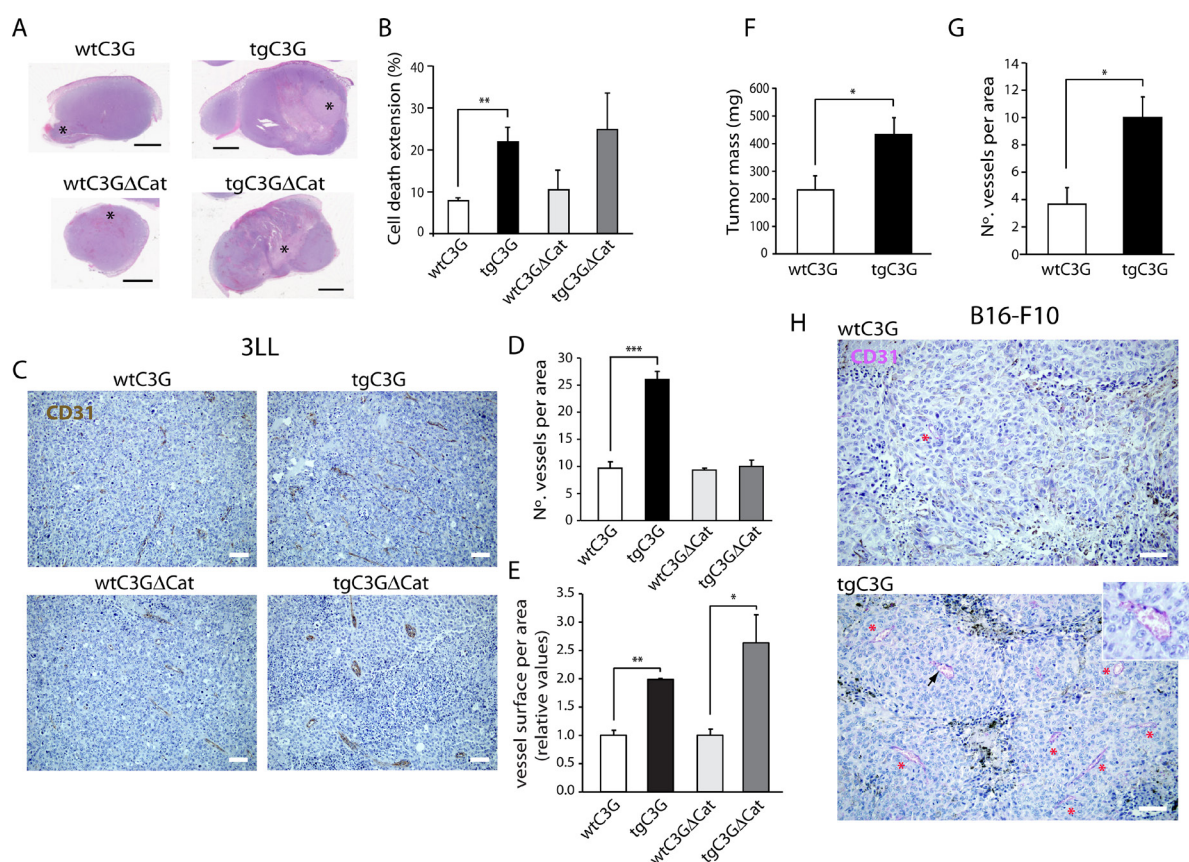 A
wtC3G
tgC3G
*
*
wtC3GΔCat
tgC3GΔCat
*
*
B
Cell death extension (%)
40
30
20
10
0
**
wtC3G
tgC3G
wtC3GΔCat
tgC3GΔCat
F
Tumor mass (mg)
600
500
400
300
200
100
0
*
wtC3G
tgC3G
G
Nº. vessels per area
14
12
10
8
6
4
2
0
*
wtC3G
tgC3G
3LL
C
wtC3G
tgC3G
CD31
wtC3GΔCat
tgC3GΔCat
D
Nº. vessels per area
30
25
20
15
10
5
0
***
wtC3G
tgC3G
wtC3GΔCat
tgC3GΔCat
E
vessel surface per area
(relative values)
3.5
3.0
2.5
2.0
1.5
1.0
0.5
0.0
**
*
wtC3G
tgC3G
wtC3GΔCat
tgC3GΔCat
H
B16-F10
wtC3G
CD31
*
tgC3G
*
*
*
*
*
*
*